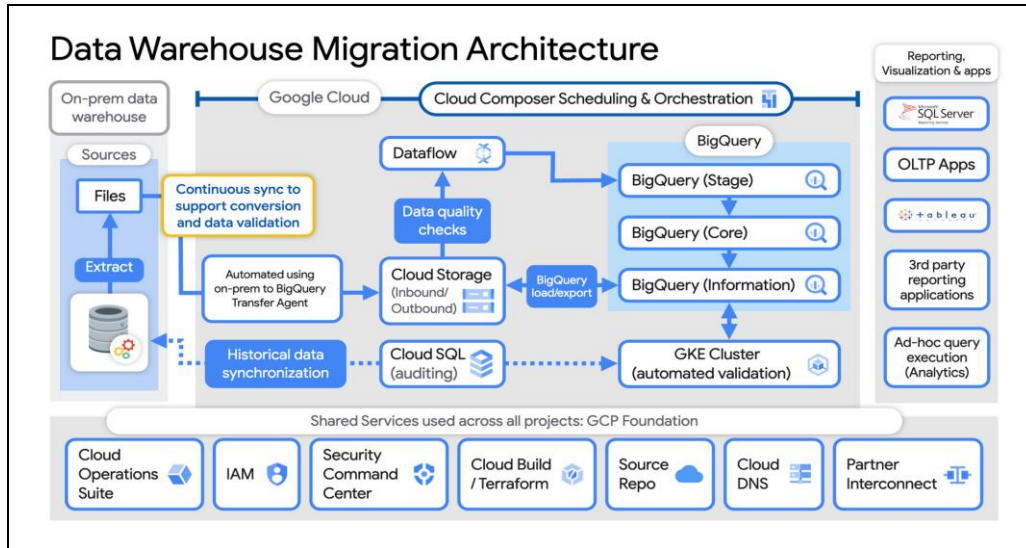 Data Warehouse Migration Architecture
On-prem data
warehouse
Sources
Files
Extract
Continuous sync to
support conversion
and data validation
Google Cloud
Cloud Composer Scheduling & Orchestration
Automated using
on-prem to BigQuery
Transfer Agent
Historical data
synchronization
Dataflow
Data quality
checks
Cloud Storage
(Inbound/
Outbound)
Cloud SQL
(auditing)
BigQuery
load/export
BigQuery
BigQuery (Stage)
BigQuery (Core)
BigQuery (Information)
GKE Cluster
(automated validation)
Reporting,
Visualization & apps
Microsoft
SQL Server
Reporting Services
OLTP Apps
+ a b l e a u
3rd party
reporting
applications
Ad-hoc query
execution
(Analytics)
Shared Services used across all projects: GCP Foundation
Cloud
Operations
Suite
IAM
Security
Command
Center
Cloud Build
/ Terraform
Source
Repo
Cloud
DNS
Partner
Interconnect